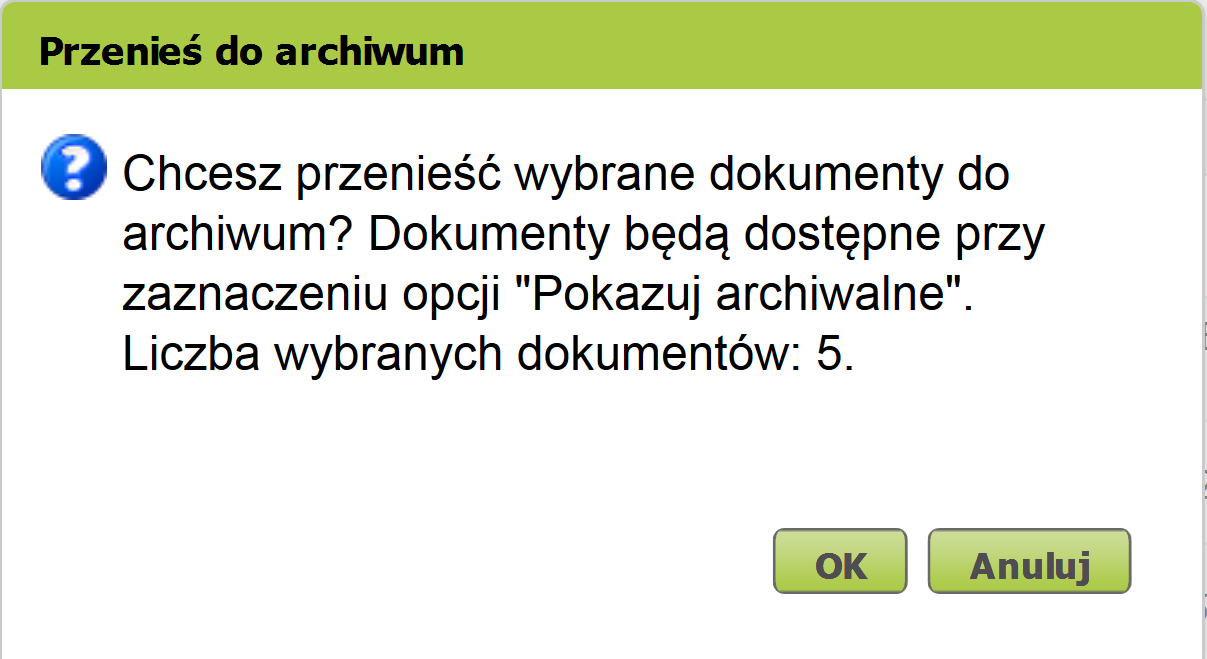 Przenieś do archiwum
Chcesz przenieść wybrane dokumenty do
archiwum? Dokumenty będą dostępne przy
zaznaczeniu opcji "Pokazuj archiwalne".
Liczba wybranych dokumentów: 5.
OK Anuluj